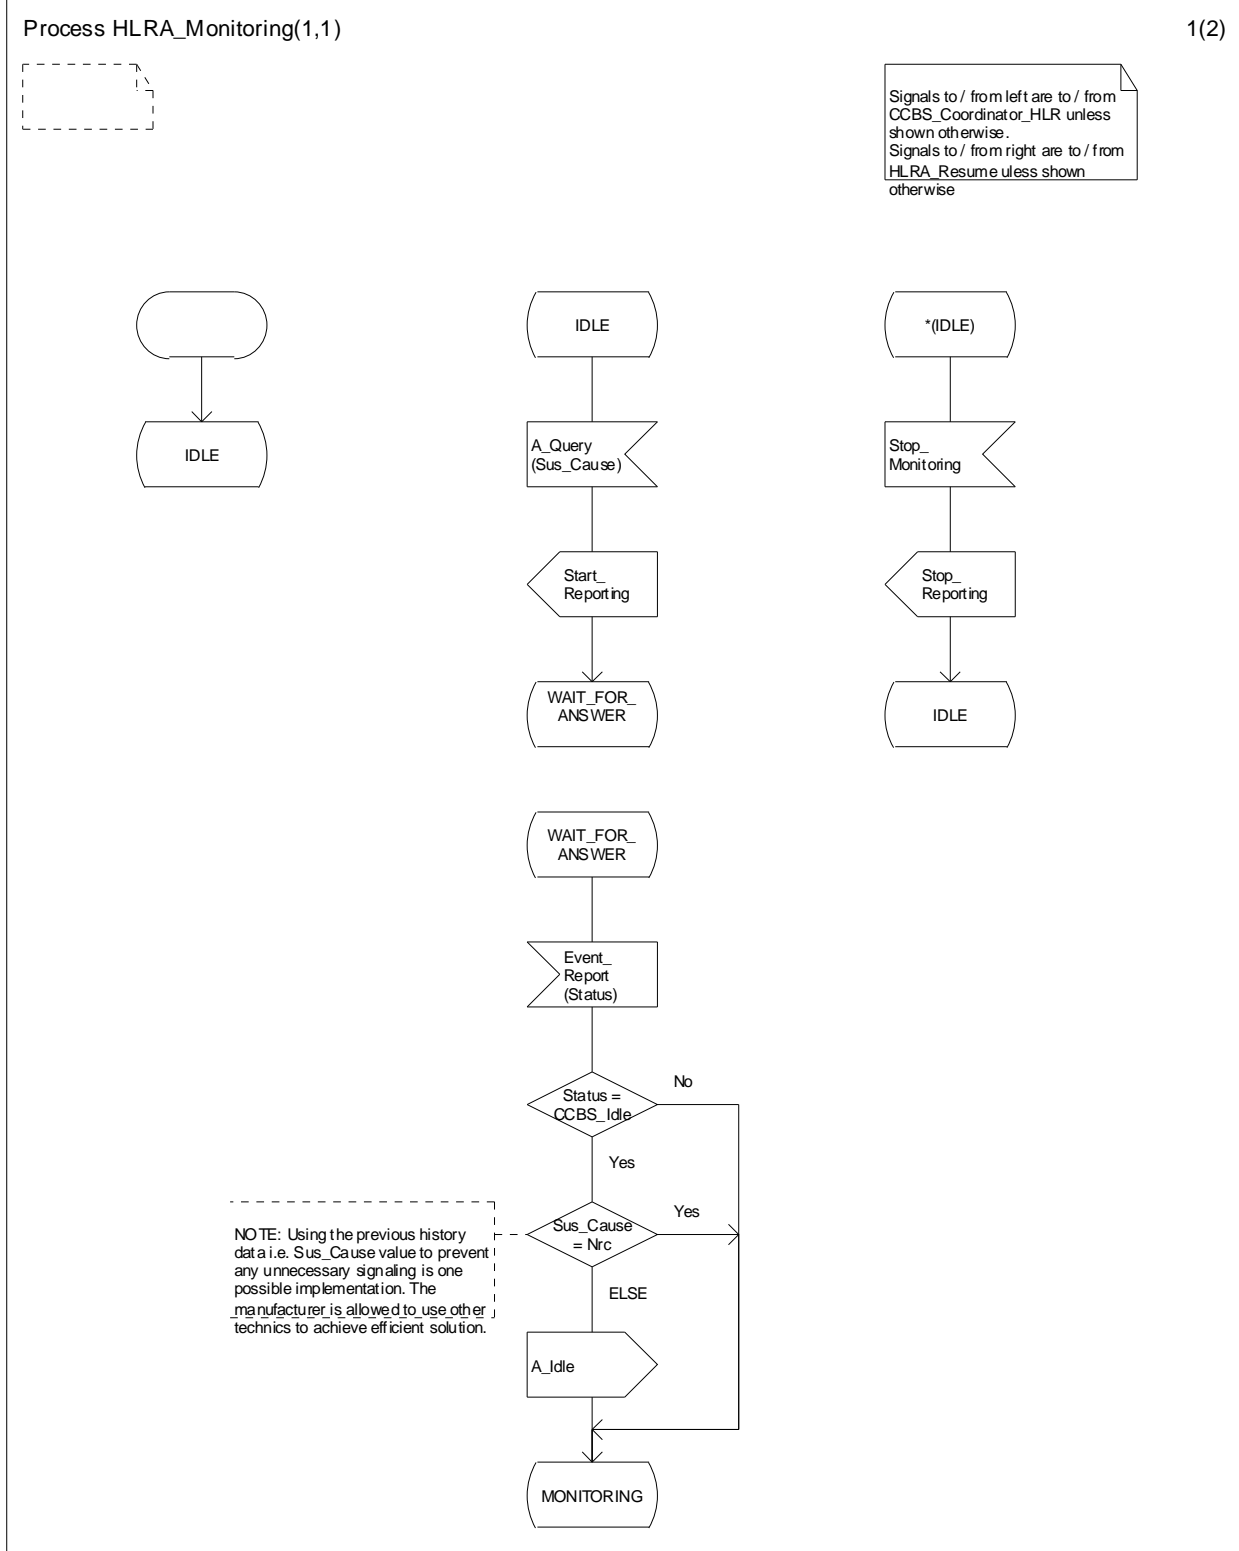 Process HLRA_Monitoring(1,1)
1(2)
Signals to / from left are to / from
CCBS_Coordinator_HLR unless
shown otherwise.
Signals to / from right are to / from
HLRA_Resume uless shown
otherwise
IDLE
IDLE
A_Query
(Sus_Cause)
Start_
Reporting
WAIT_FOR_
ANSWER
*(IDLE)
Stop_
Monitoring
Stop_
Reporting
IDLE
WAIT_FOR_
ANSWER
Event_
Report
(Status)
Status =
CCBS_Idle
No
Yes
Sus_Cause
= Nrc
Yes
NOTE: Using the previous history
data i.e. Sus_Cause value to prevent
any unnecessary signaling is one
possible implementation. The
manufacturer is allowed to use other
technics to achieve efficient solution.
ELSE
A_Idle
MONITORING